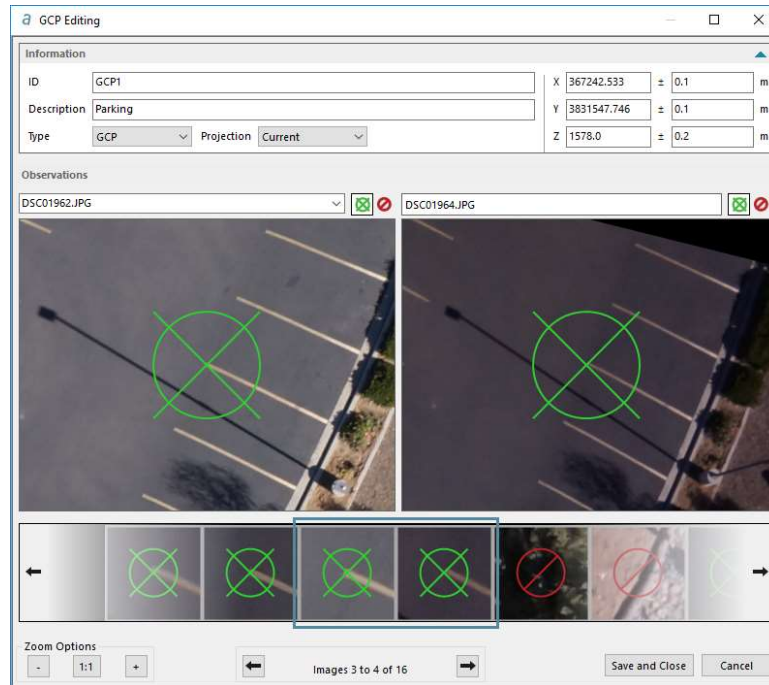 a GCP Editing
Information
ID GCP1 X 367242.533 ± 0.1 m
Description Parking Y 3831547.746 ± 0.1 m
Type GCP Projection Current Z 1578.0 ± 0.2 m
Observations
DSC01962.JPG DSC01964.JPG
Zoom Options
- 1:1 + Images 3 to 4 of 16 Save and Close Cancel